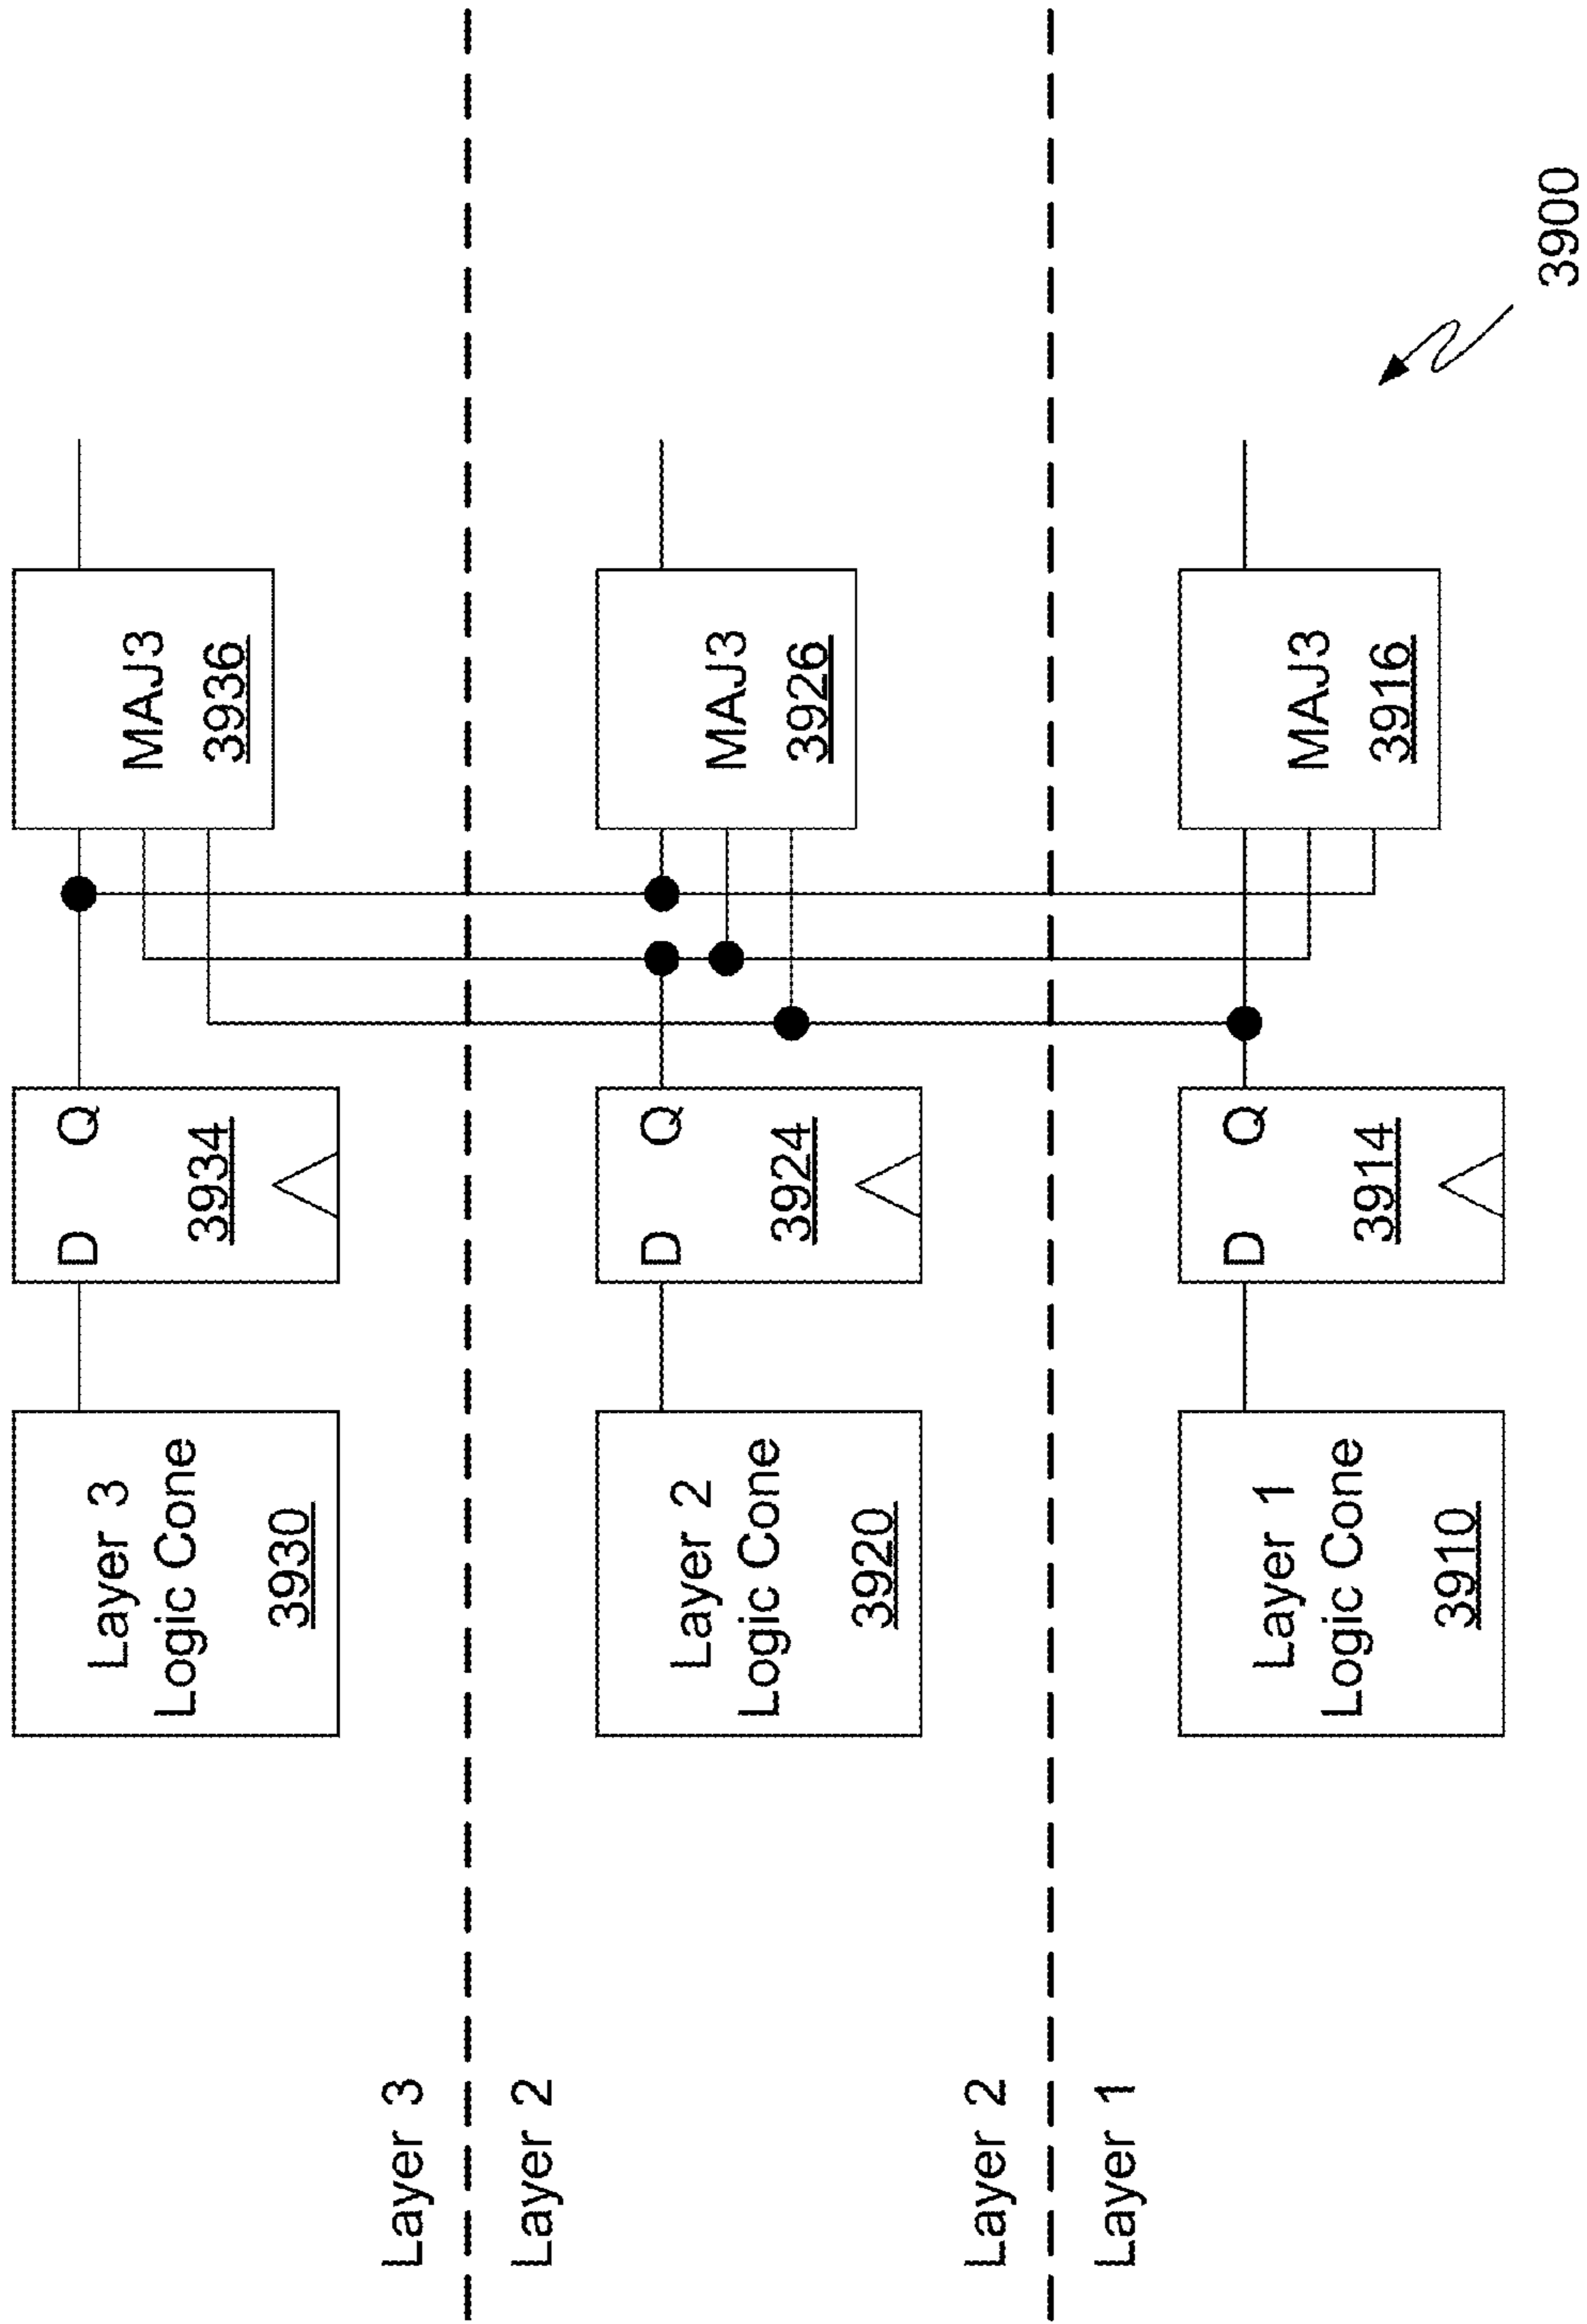 Layer 3
Logic Cone
3930
D Q
3934
MAJ3
3936
Layer 3
Layer 2
Layer 2
Logic Cone
3920
D Q
3924
MAJ3
3926
Layer 2
Layer 1
Layer 1
Logic Cone
3910
D Q
3914
MAJ3
3916
3900